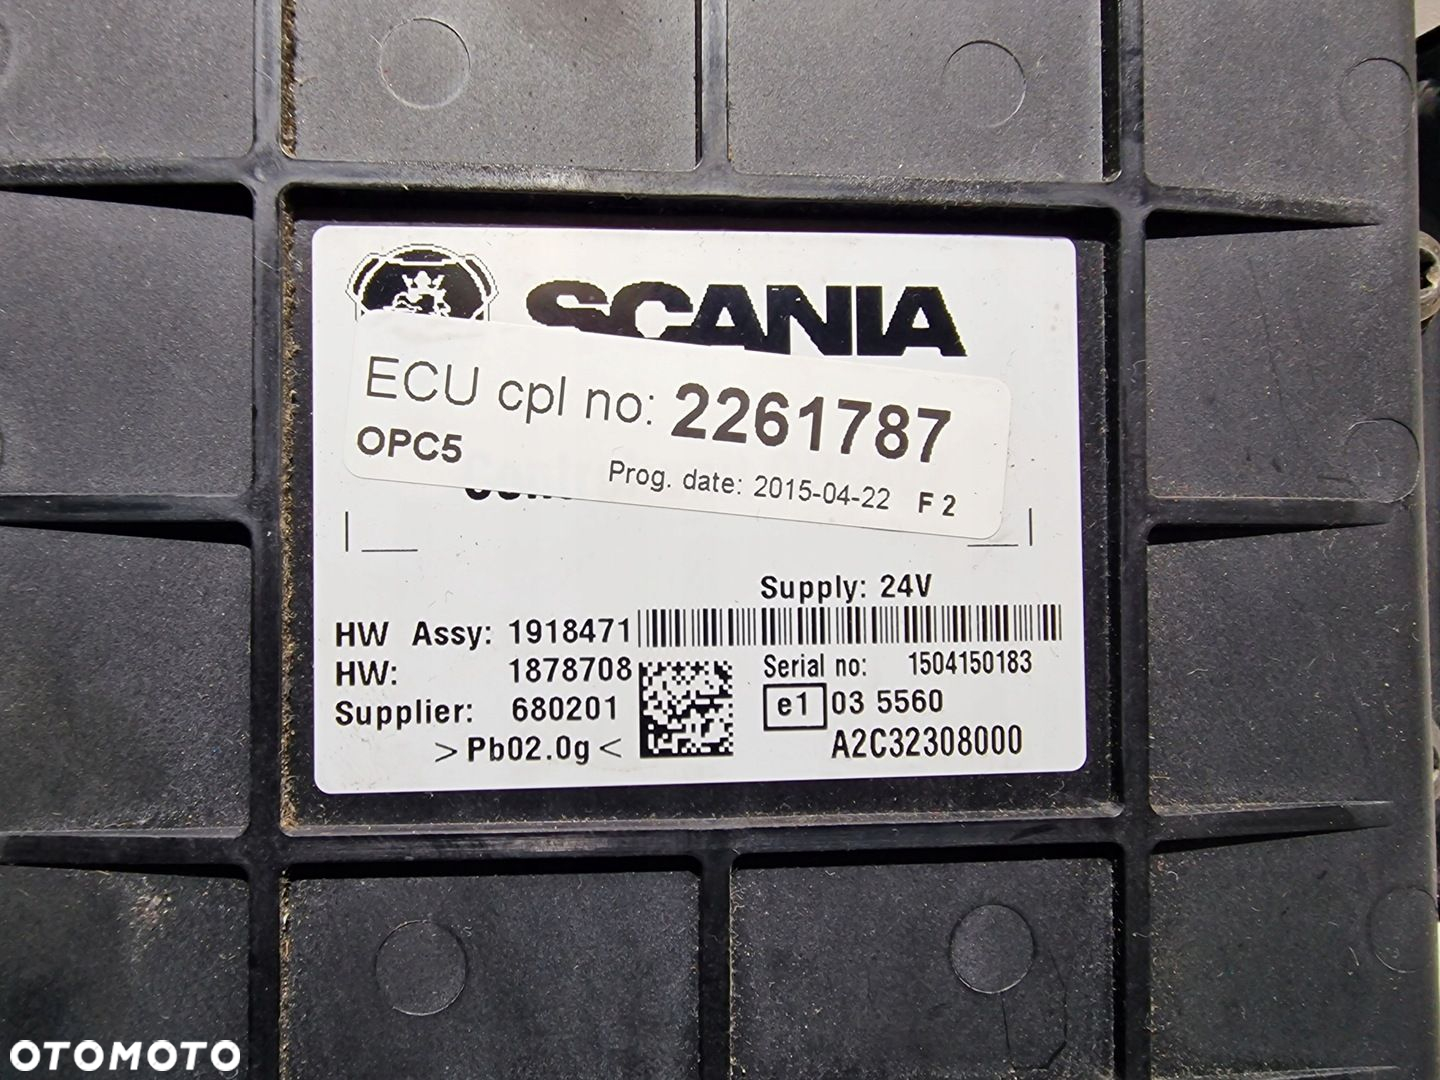 SCANIA
ECU cpl no: 2261787
OPC5
Prog. date: 2015-04-22 F 2
Supply: 24V
HW Assy: 1918471
HW: 1878708
Serial no: 1504150183
Supplier: 680201
e1 03 5560
>Pb02.0g<
A2C32308000
OTOMOTO